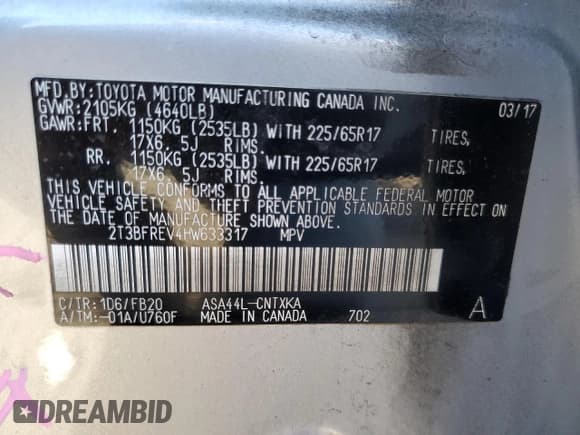 MFD.BY:TOYOTA MOTOR MANUFACTURING CANADA INC.
GVWR:2105KG (4640LB) 03/17
GAWR:FRT. 1150KG (2535LB) WITH 225/65R17 TIRES,
17X6. 5J RIMS.
RR. 1150KG (2535LB) WITH 225/65R17 TIRES,
17X6. 5J RIMS.
THIS VEHICLE CONFORMS TO ALL APPLICABLE FEDERAL MOTOR
VEHICLE SAFETY AND THEFT PREVENTION STANDARDS IN EFFECT ON
THE DATE OF MANUFACTURE SHOWN ABOVE.
2T3BFREV4HW633317 MPV
C/TR:1D6/FB20 ASA44L-CNTXKA
A/TM:-01A/U760F MADE IN CANADA 702 A
DREAMBID